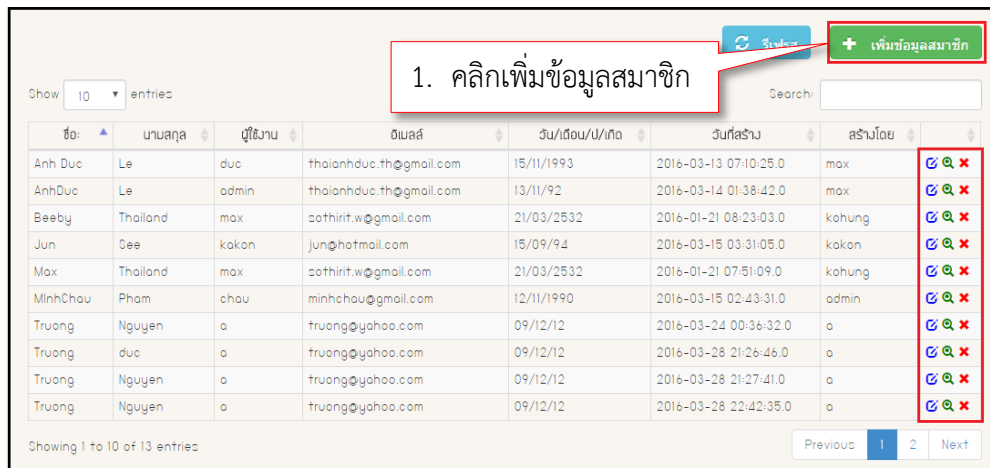 รีเฟรส + เพิ่มข้อมูลสมาชิก
1. คลิกเพิ่มข้อมูลสมาชิก
Show 10 entries Search:
ชื่อ: นามสกุล ผู้ใช้งาน อีเมลล์ วัน/เดือน/ปี/เกิด วันที่สร้าง สร้างโดย
Anh Duc Le duc thaianhduc.th@gmail.com 15/11/1993 2016-03-13 07:10:25.0 max
AnhDuc Le admin thaianhduc.th@gmail.com 13/11/92 2016-03-14 01:38:42.0 max
Beeby Thailand max sothirit.w@gmail.com 21/03/2532 2016-01-21 08:23:03.0 kohung
Jun See kakon jun@hotmail.com 15/09/94 2016-03-15 03:31:05.0 kakon
Max Thailand max sothirit.w@gmail.com 21/03/2532 2016-01-21 07:51:09.0 kohung
MInhChau Pham chau minhchau@gmail.com 12/11/1990 2016-03-15 02:43:31.0 admin
Truong Nguyen a truong@yahoo.com 09/12/12 2016-03-24 00:36:32.0 a
Truong duc a truong@yahoo.com 09/12/12 2016-03-28 21:26:46.0 a
Truong Nguyen a truong@yahoo.com 09/12/12 2016-03-28 21:27:41.0 a
Truong Nguyen a truong@yahoo.com 09/12/12 2016-03-28 22:42:35.0 a
Showing 1 to 10 of 13 entries Previous 1 2 Next